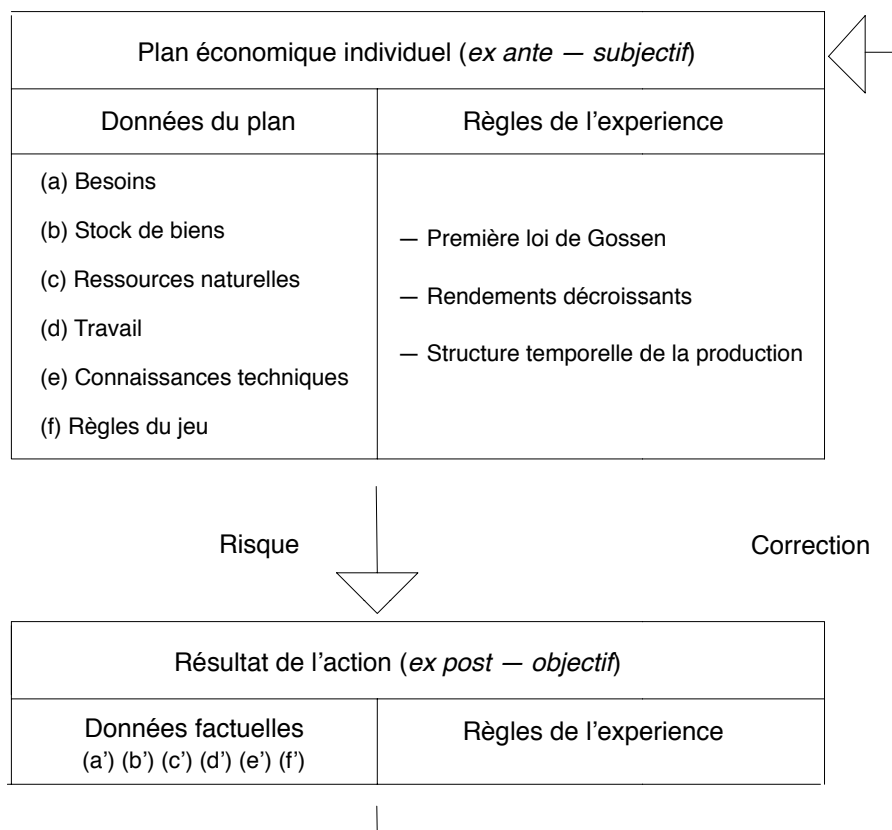 Plan économique individuel (ex ante — subjectif)
Données du plan
Règles de l'experience
(a) Besoins
(b) Stock de biens
(c) Ressources naturelles
(d) Travail
(e) Connaissances techniques
(f) Règles du jeu
— Première loi de Gossen
— Rendements décroissants
— Structure temporelle de la production
Risque
Correction
Résultat de l'action (ex post — objectif)
Données factuelles
(a') (b') (c') (d') (e') (f')
Règles de l'experience